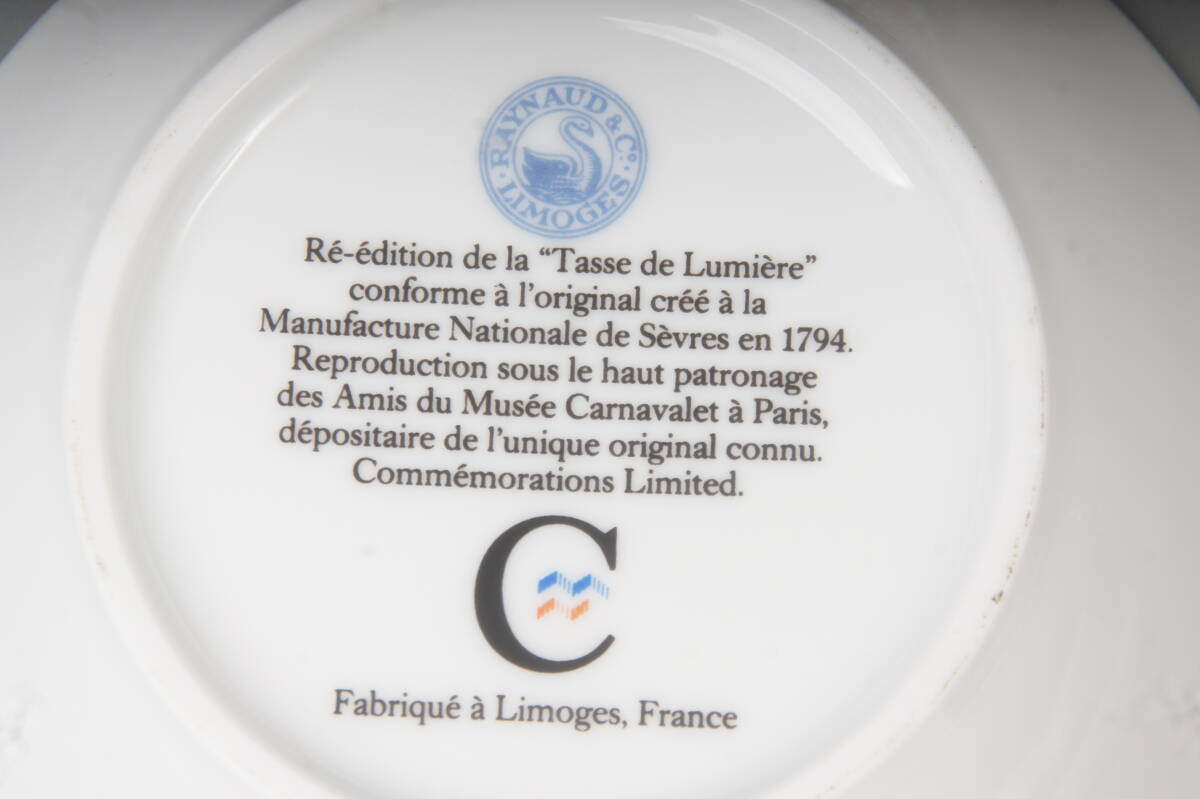 RAYNAUD & Cº
· LIMOGES ·
Ré-édition de la “Tasse de Lumière”
conforme à l'original créé à la
Manufacture Nationale de Sèvres en 1794.
Reproduction sous le haut patronage
des Amis du Musée Carnavalet à Paris,
dépositaire de l'unique original connu.
Commémorations Limited.
C
Fabriqué à Limoges, France